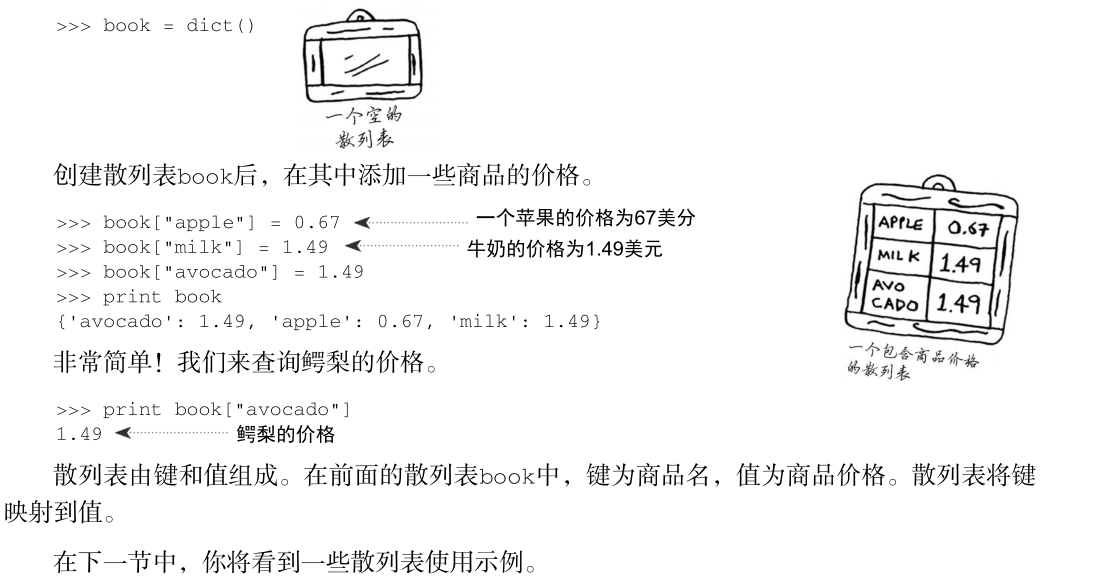 >>> book = dict()
一个空的
散列表
创建散列表book后，在其中添加一些商品的价格。
>>> book["apple"] = 0.67 一个苹果的价格为67美分
>>> book["milk"] = 1.49 牛奶的价格为1.49美元
>>> book["avocado"] = 1.49
>>> print book
{'avocado': 1.49, 'apple': 0.67, 'milk': 1.49}
APPLE 0.67
MILK 1.49
AVO
CADO 1.49
一个包含商品价格
的散列表
非常简单！我们来查询鳄梨的价格。
>>> print book["avocado"]
1.49 鳄梨的价格
散列表由键和值组成。在前面的散列表book中，键为商品名，值为商品价格。散列表将键
映射到值。
在下一节中，你将看到一些散列表使用示例。